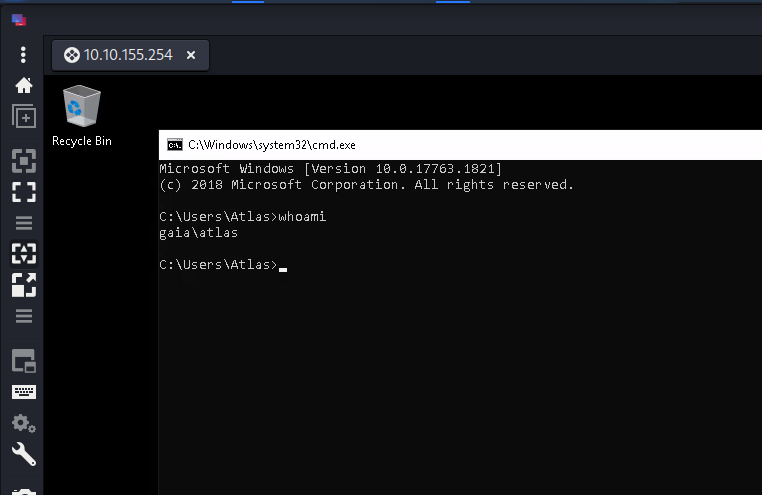 10.10.155.254
Recycle Bin
C:\Windows\system32\cmd.exe
Microsoft Windows [Version 10.0.17763.1821]
(c) 2018 Microsoft Corporation. All rights reserved.
C:\Users\Atlas>whoami
gaia\atlas
C:\Users\Atlas>